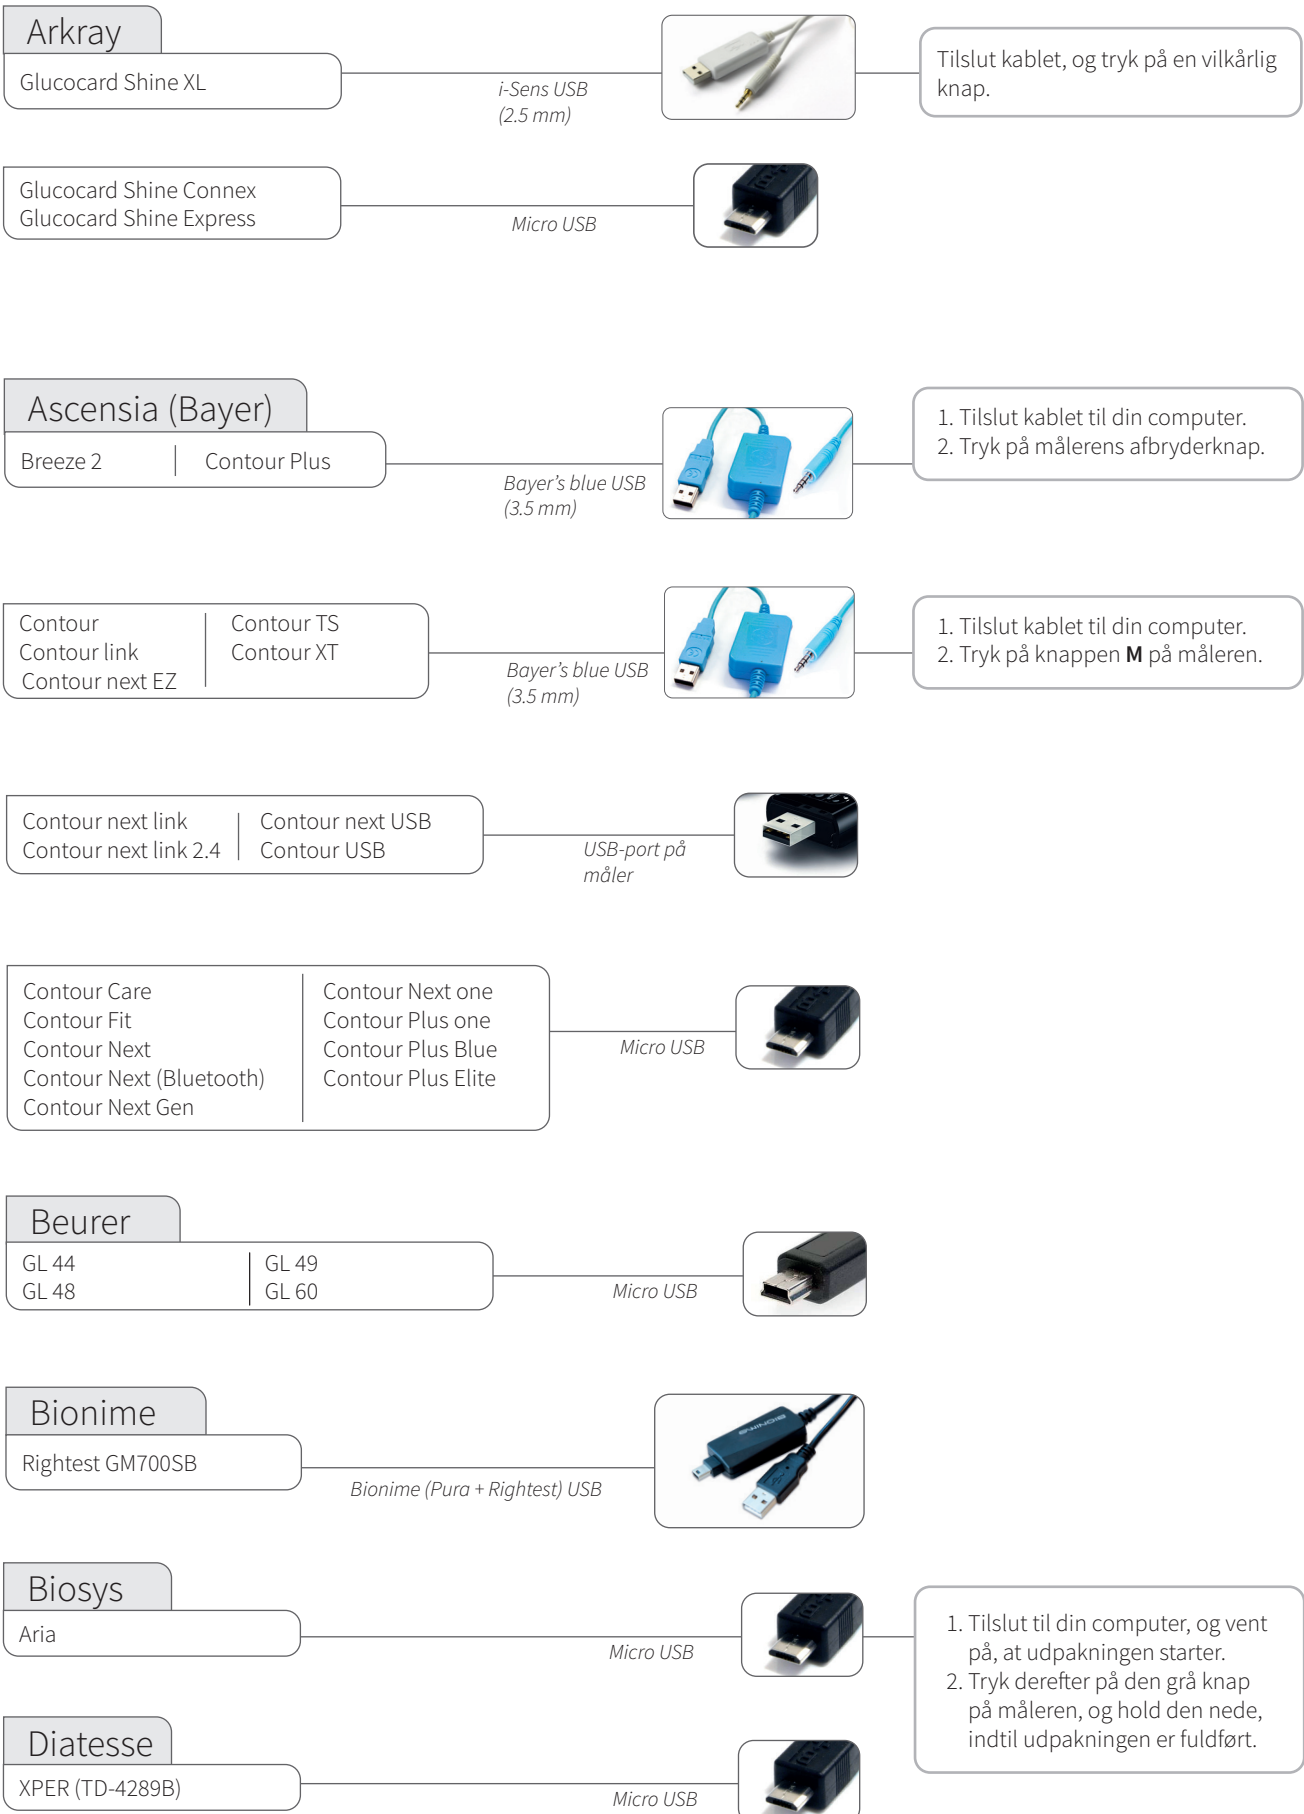 Arkray
Glucocard Shine XL
i-Sens USB
(2.5 mm)
Tilslut kablet, og tryk på en vilkårlig
knap.
Glucocard Shine Connex
Glucocard Shine Express
Micro USB
Ascensia (Bayer)
Breeze 2
Contour Plus
Bayer’s blue USB
(3.5 mm)
1. Tilslut kablet til din computer.
2. Tryk på målerens afbryderknap.
Contour
Contour link
Contour next EZ
Contour TS
Contour XT
Bayer’s blue USB
(3.5 mm)
1. Tilslut kablet til din computer.
2. Tryk på knappen M på måleren.
Contour next link
Contour next link 2.4
Contour next USB
Contour USB
USB-port på
måler
Contour Care
Contour Fit
Contour Next
Contour Next (Bluetooth)
Contour Next Gen
Contour Next one
Contour Plus one
Contour Plus Blue
Contour Plus Elite
Micro USB
Beurer
GL 44
GL 48
GL 49
GL 60
Micro USB
Bionime
Rightest GM700SB
Bionime (Pura + Rightest) USB
BIONIME
Biosys
Aria
Micro USB
1. Tilslut til din computer, og vent
på, at udpakningen starter.
2. Tryk derefter på den grå knap
på måleren, og hold den nede,
indtil udpakningen er fuldført.
Diatesse
XPER (TD-4289B)
Micro USB